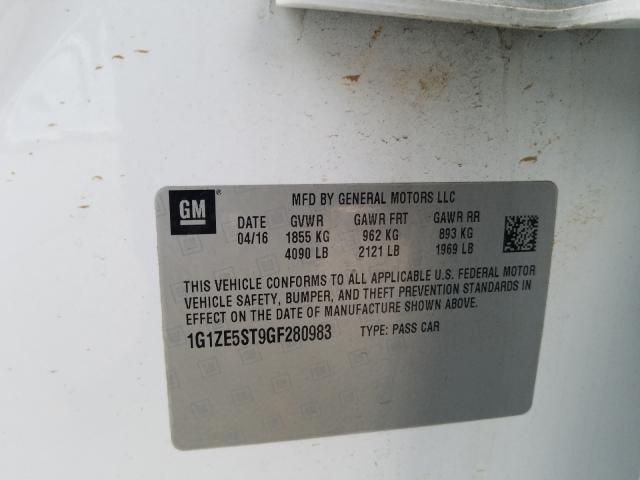 GM ® MFD BY GENERAL MOTORS LLC
DATE GVWR GAWR FRT GAWR RR
04/16 1855 KG 962 KG 893 KG
4090 LB 2121 LB 1969 LB
THIS VEHICLE CONFORMS TO ALL APPLICABLE U.S. FEDERAL MOTOR
VEHICLE SAFETY, BUMPER, AND THEFT PREVENTION STANDARDS IN
EFFECT ON THE DATE OF MANUFACTURE SHOWN ABOVE.
1G1ZE5ST9GF280983 TYPE: PASS CAR